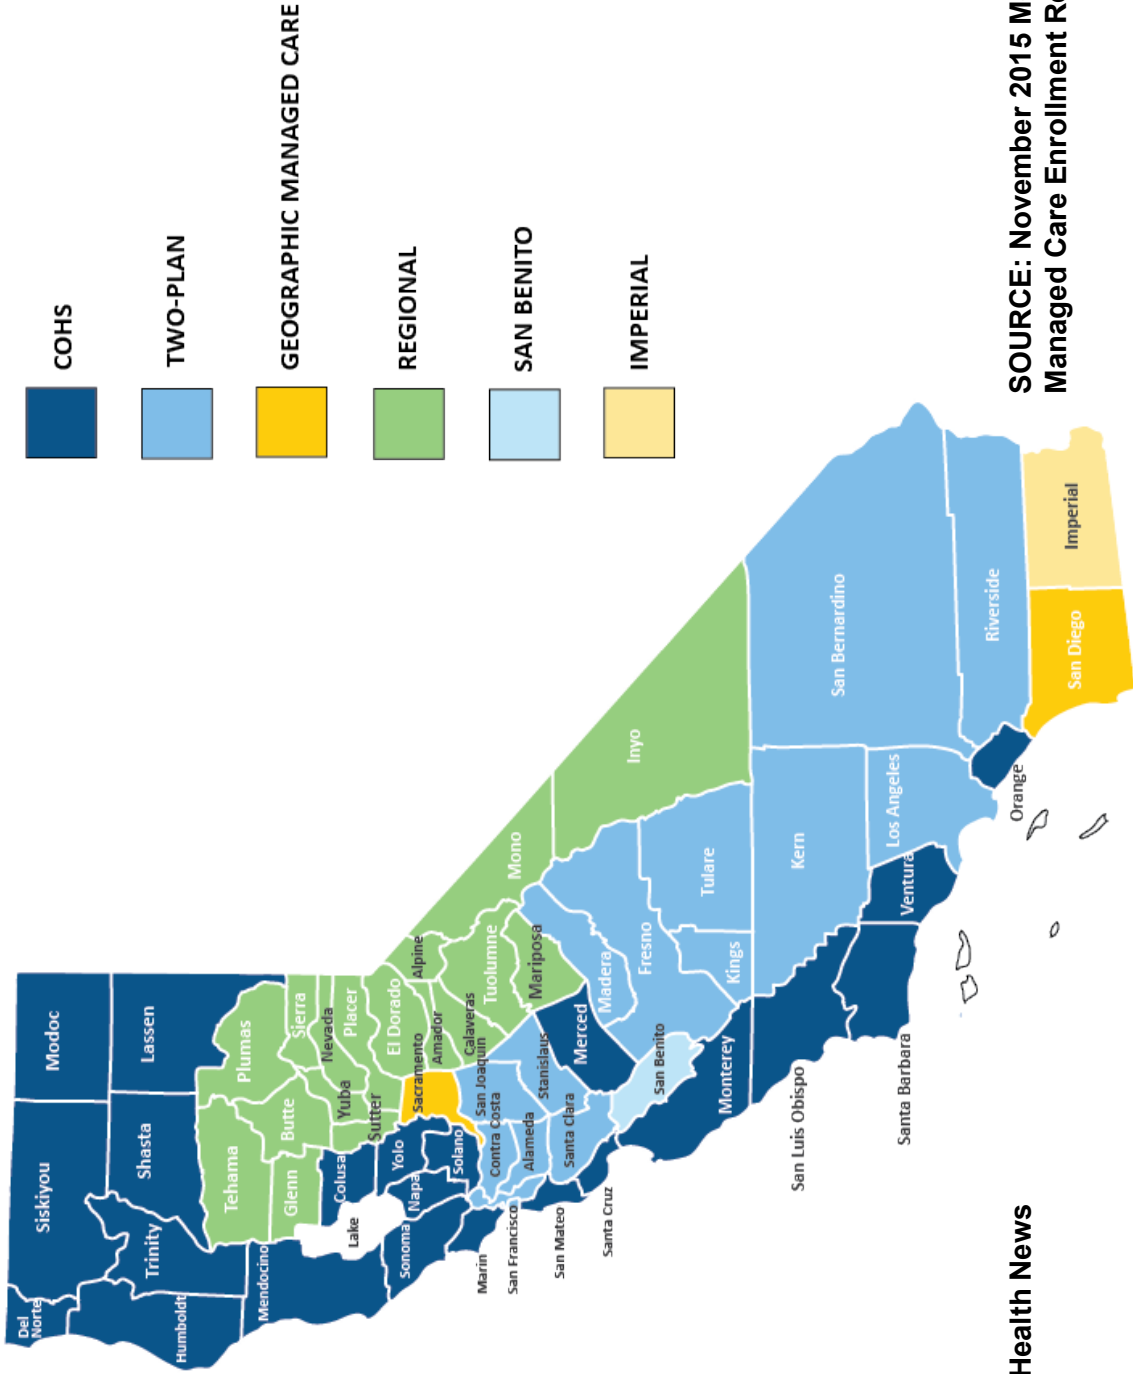 COHS
TWO-PLAN
GEOGRAPHIC MANAGED CARE
REGIONAL
SAN BENITO
IMPERIAL
Del
Norte
Siskiyou
Modoc
Humboldt
Trinity
Shasta
Lassen
Mendocino
Tehama
Plumas
Glenn
Butte
Sierra
Lake
Colusa
Yuba
Nevada
Sutter
Placer
Sonoma
Napa
Yolo
El Dorado
Solano
Sacramento
Amador
Alpine
Marin
Contra Costa
San Joaquin
Calaveras
San Francisco
Alameda
Stanislaus
Tuolumne
Mono
San Mateo
Santa Clara
Merced
Mariposa
Santa Cruz
San Benito
Madera
Fresno
Inyo
Monterey
Kings
Tulare
San Luis Obispo
Kern
San Bernardino
Santa Barbara
Ventura
Los Angeles
Orange
Riverside
San Diego
Imperial
Health News
SOURCE: November 2015 M
Managed Care Enrollment Re